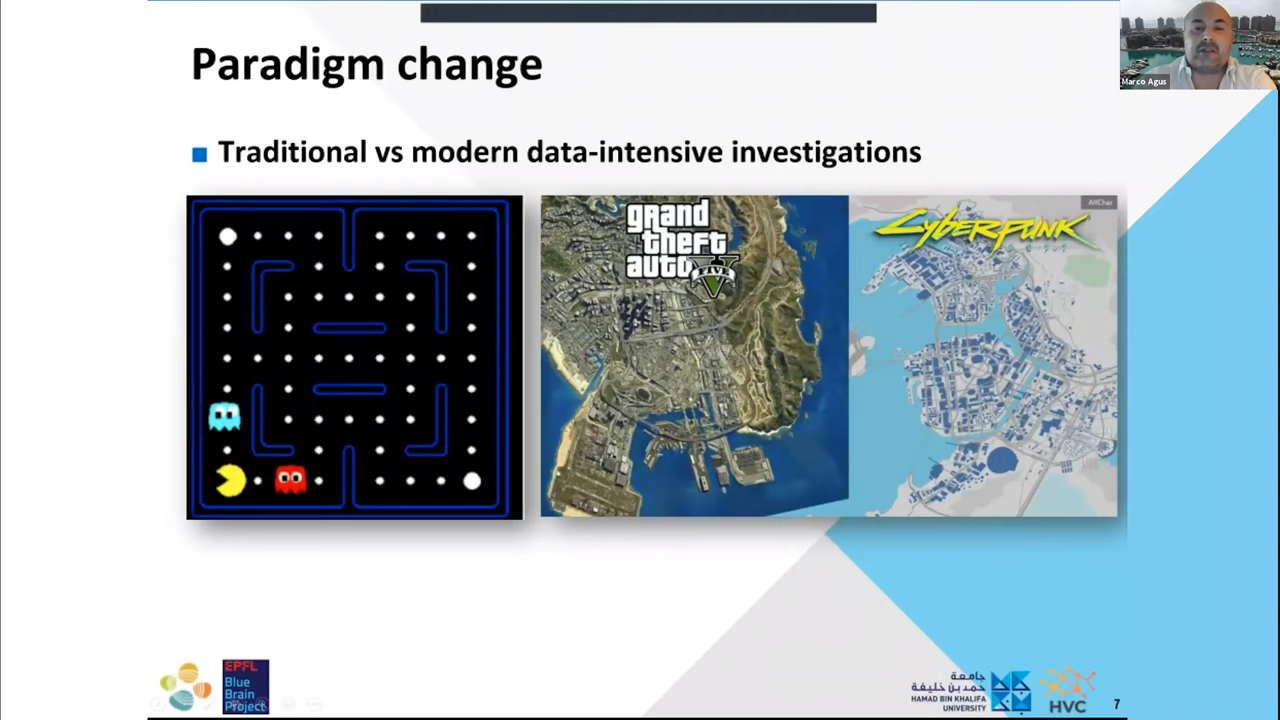 Paradigm change
Marco Agus
Traditional vs modern data-intensive investigations
grand
theft
auto
FIVE
V
Cyberpunk
AltChar
EPFL
Blue
Brain
Project
جامعة
حمد بن خليفة
HAMAD BIN KHALIFA
UNIVERSITY
HVC
7